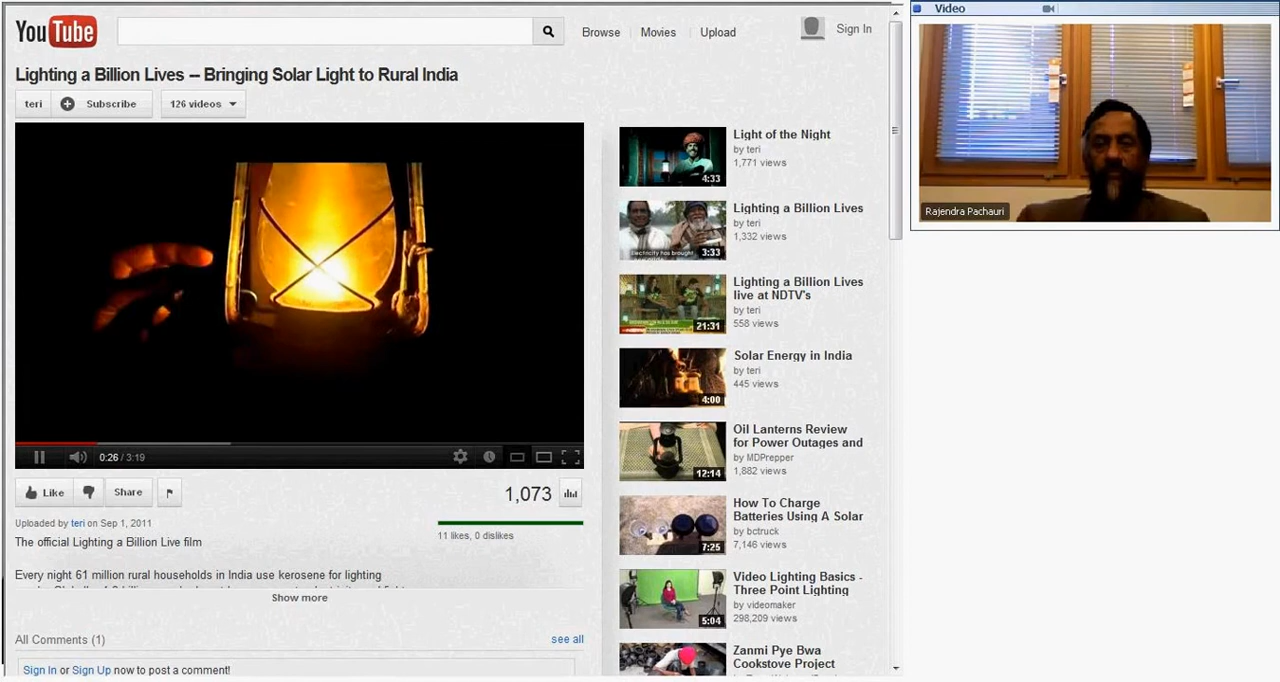 YouTube
Browse
Movies
Upload
Sign In
Lighting a Billion Lives -- Bringing Solar Light to Rural India
teri
Subscribe
126 videos
0:26 / 3:19
Like
Share
1,073
Uploaded by teri on Sep 1, 2011
11 likes, 0 dislikes
The official Lighting a Billion Live film
Every night 61 million rural households in India use kerosene for lighting
Show more
All Comments (1)
see all
Sign In or Sign Up now to post a comment!
Light of the Night
by teri
1,771 views
4:33
Lighting a Billion Lives
by teri
1,332 views
Electricity has brought
3:33
Lighting a Billion Lives
live at NDTV's
by teri
558 views
21:31
Solar Energy in India
by teri
445 views
4:00
Oil Lanterns Review
for Power Outages and
by MDPrepper
1,882 views
12:14
How To Charge
Batteries Using A Solar
by bctruck
7,146 views
7:25
Video Lighting Basics -
Three Point Lighting
by videomaker
298,209 views
5:04
Zanmi Pye Bwa
Cookstove Project
Video
Rajendra Pachauri